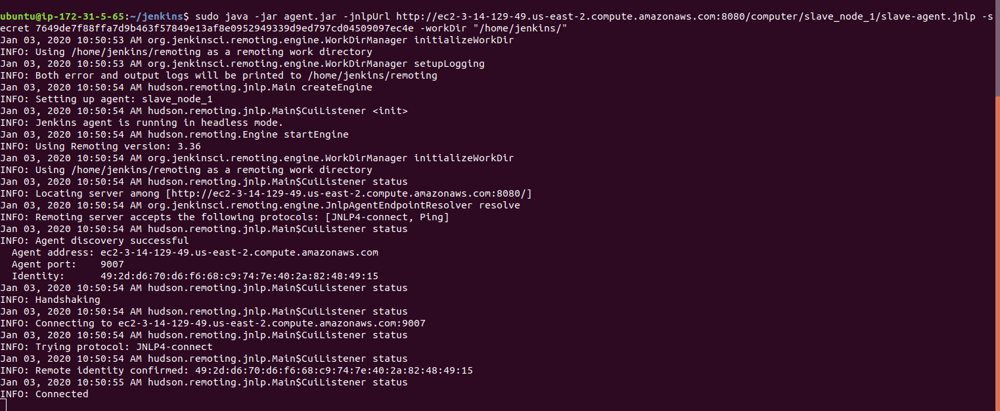 ubuntu@ip-172-31-5-65:~/jenkins$ sudo java -jar agent.jar -jnlpUrl http://ec2-3-14-129-49.us-east-2.compute.amazonaws.com:8080/computer/slave_node_1/slave-agent.jnlp -s
ecret 7649de7f88ffa7d9b463f57849e13af8e0952949339d9ed797cd04509097ec4e -workDir "/home/jenkins/"
Jan 03, 2020 10:50:53 AM org.jenkinsci.remoting.engine.WorkDirManager initializeWorkDir
INFO: Using /home/jenkins/remoting as a remoting work directory
Jan 03, 2020 10:50:53 AM org.jenkinsci.remoting.engine.WorkDirManager setupLogging
INFO: Both error and output logs will be printed to /home/jenkins/remoting
Jan 03, 2020 10:50:54 AM hudson.remoting.jnlp.Main createEngine
INFO: Setting up agent: slave_node_1
Jan 03, 2020 10:50:54 AM hudson.remoting.jnlp.Main$CuiListener <init>
INFO: Jenkins agent is running in headless mode.
Jan 03, 2020 10:50:54 AM hudson.remoting.Engine startEngine
INFO: Using Remoting version: 3.36
Jan 03, 2020 10:50:54 AM org.jenkinsci.remoting.engine.WorkDirManager initializeWorkDir
INFO: Using /home/jenkins/remoting as a remoting work directory
Jan 03, 2020 10:50:54 AM hudson.remoting.jnlp.Main$CuiListener status
INFO: Locating server among [http://ec2-3-14-129-49.us-east-2.compute.amazonaws.com:8080/]
Jan 03, 2020 10:50:54 AM org.jenkinsci.remoting.engine.JnlpAgentEndpointResolver resolve
INFO: Remoting server accepts the following protocols: [JNLP4-connect, Ping]
Jan 03, 2020 10:50:54 AM hudson.remoting.jnlp.Main$CuiListener status
INFO: Agent discovery successful
  Agent address: ec2-3-14-129-49.us-east-2.compute.amazonaws.com
  Agent port:    9007
  Identity:      49:2d:d6:70:d6:f6:68:c9:74:7e:40:2a:82:48:49:15
Jan 03, 2020 10:50:54 AM hudson.remoting.jnlp.Main$CuiListener status
INFO: Handshaking
Jan 03, 2020 10:50:54 AM hudson.remoting.jnlp.Main$CuiListener status
INFO: Connecting to ec2-3-14-129-49.us-east-2.compute.amazonaws.com:9007
Jan 03, 2020 10:50:54 AM hudson.remoting.jnlp.Main$CuiListener status
INFO: Trying protocol: JNLP4-connect
Jan 03, 2020 10:50:54 AM hudson.remoting.jnlp.Main$CuiListener status
INFO: Remote identity confirmed: 49:2d:d6:70:d6:f6:68:c9:74:7e:40:2a:82:48:49:15
Jan 03, 2020 10:50:55 AM hudson.remoting.jnlp.Main$CuiListener status
INFO: Connected